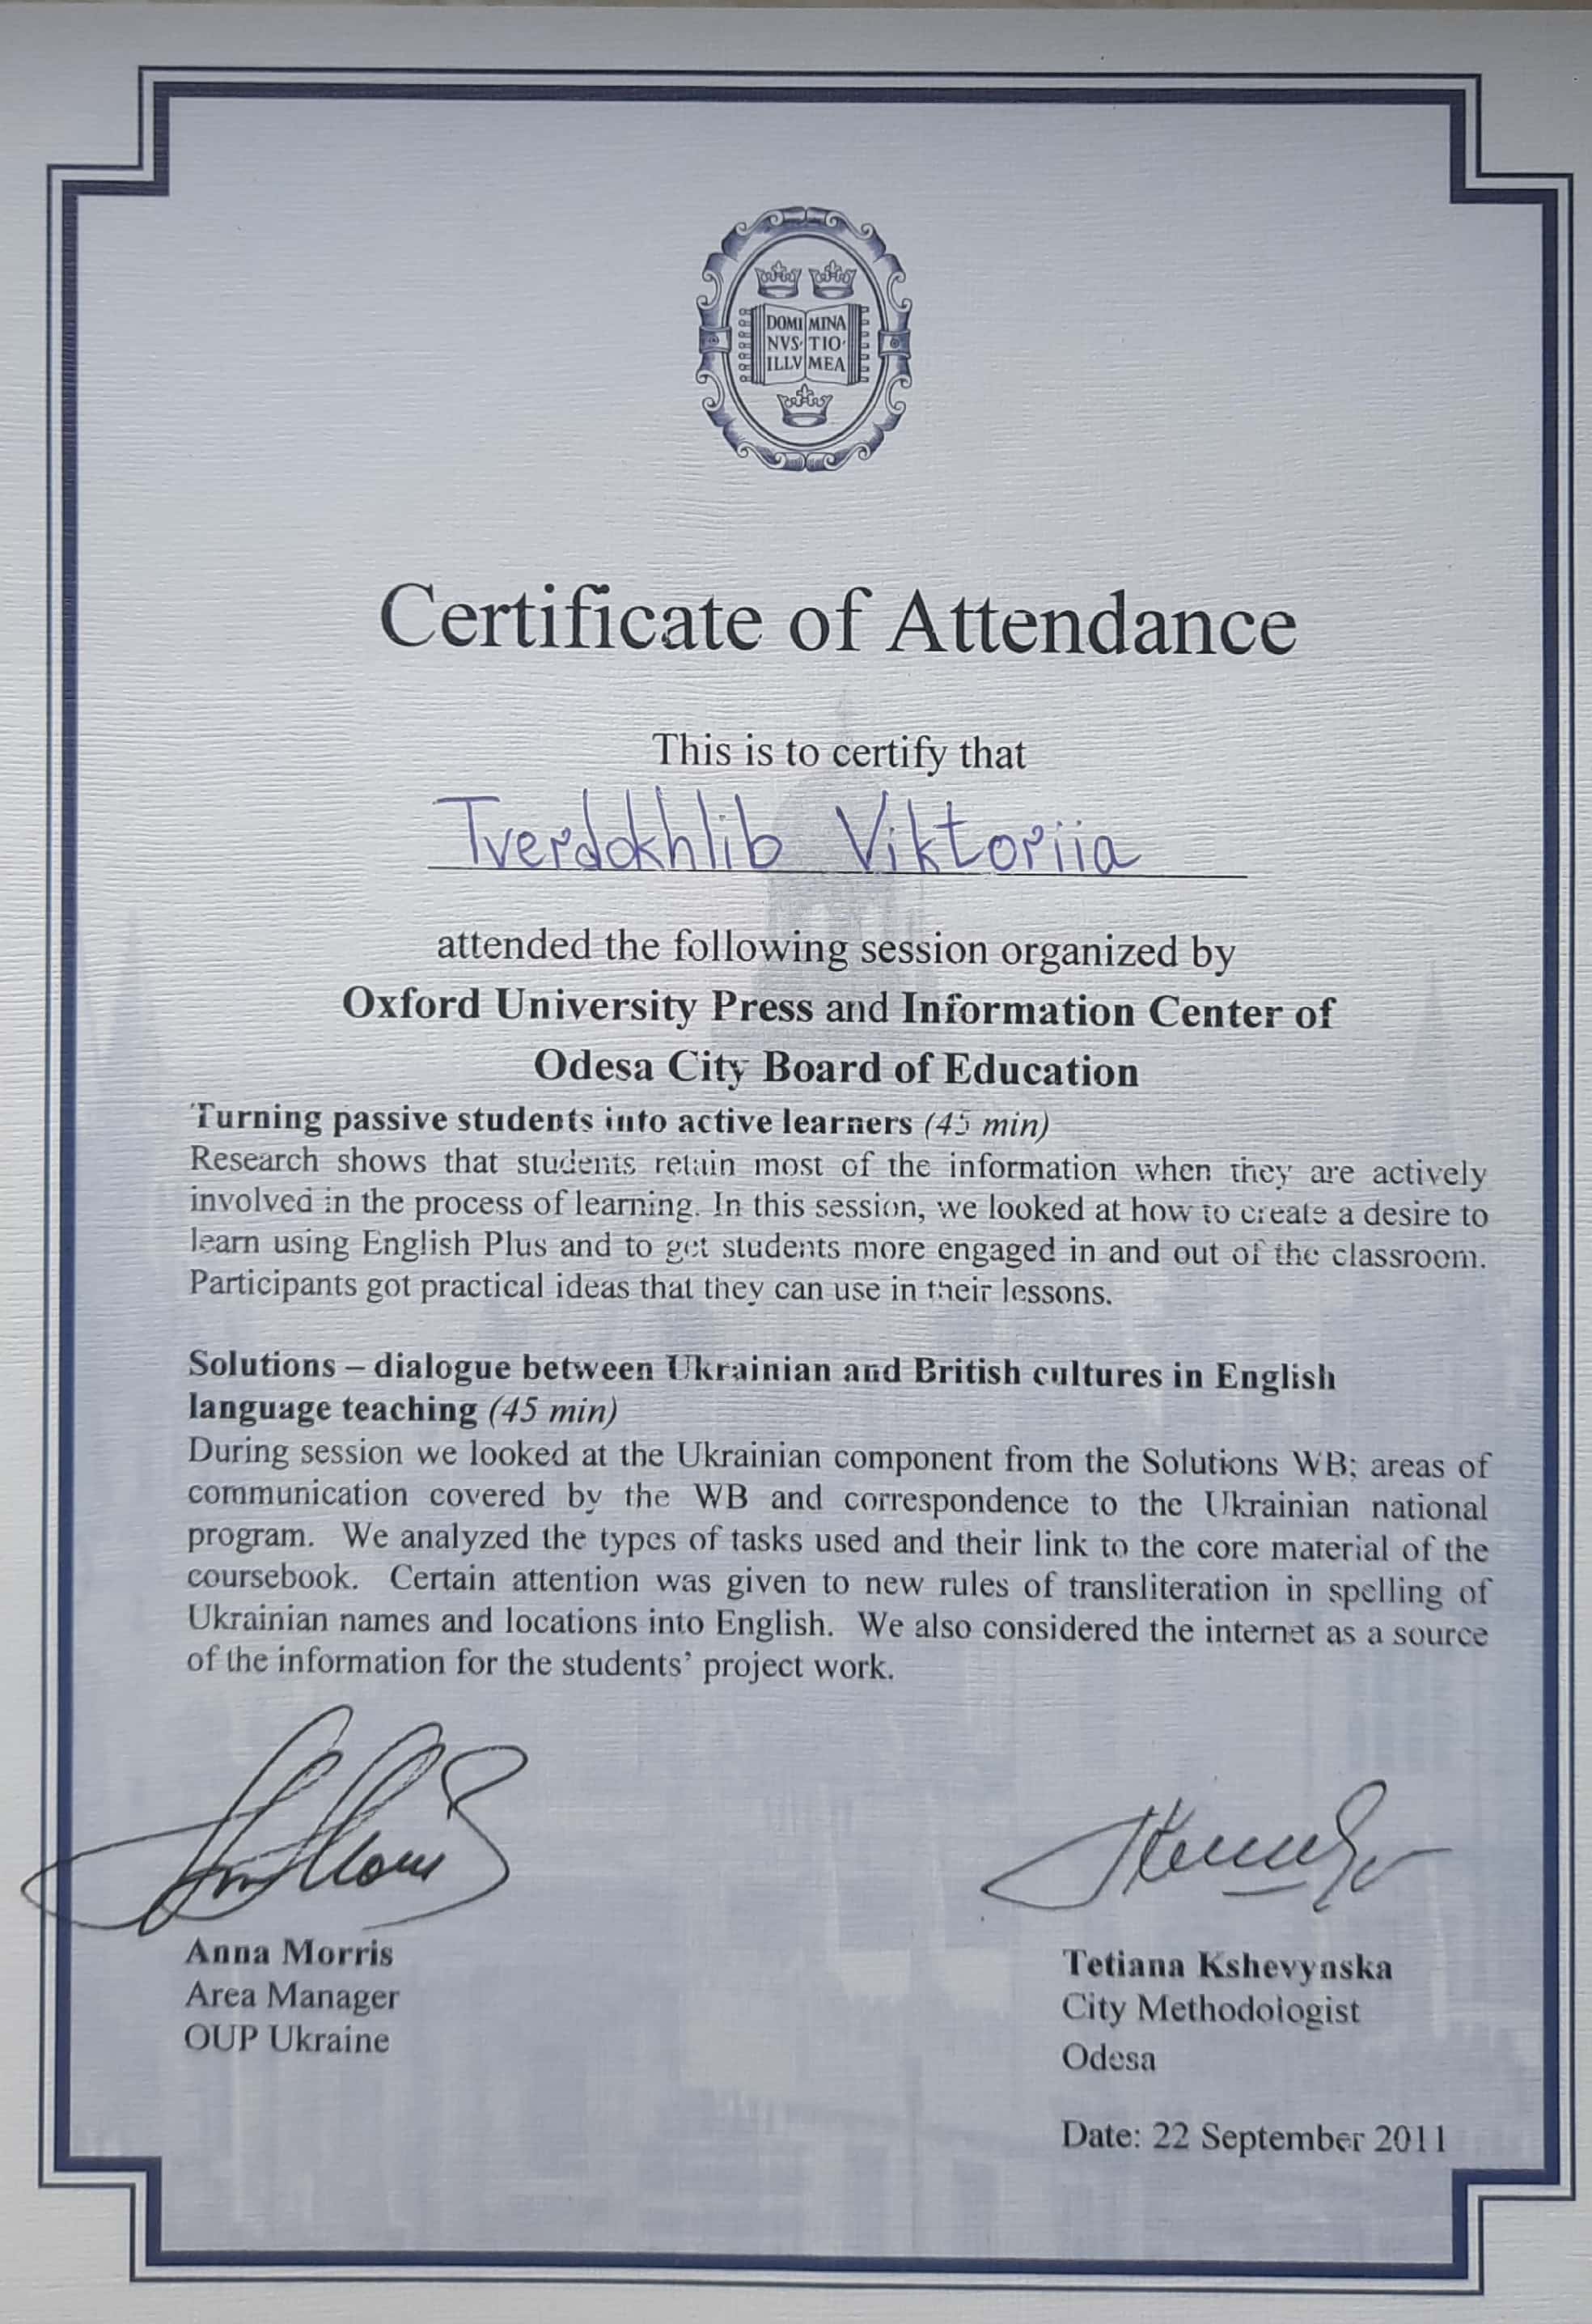 DOMI MINA
NVS· TIO·
ILLV MEA
Certificate of Attendance
This is to certify that
Tverdokhlib Viktoriia
attended the following session organized by
Oxford University Press and Information Center of
Odesa City Board of Education
Turning passive students into active learners (45 min)
Research shows that students retain most of the information when they are actively
involved in the process of learning. In this session, we looked at how to create a desire to
learn using English Plus and to get students more engaged in and out of the classroom.
Participants got practical ideas that they can use in their lessons.
Solutions – dialogue between Ukrainian and British cultures in English
language teaching (45 min)
During session we looked at the Ukrainian component from the Solutions WB; areas of
communication covered by the WB and correspondence to the Ukrainian national
program. We analyzed the types of tasks used and their link to the core material of the
coursebook. Certain attention was given to new rules of transliteration in spelling of
Ukrainian names and locations into English. We also considered the internet as a source
of the information for the students’ project work.
Anna Morris
Area Manager
OUP Ukraine
Tetiana Kshevynska
City Methodologist
Odesa
Date: 22 September 2011